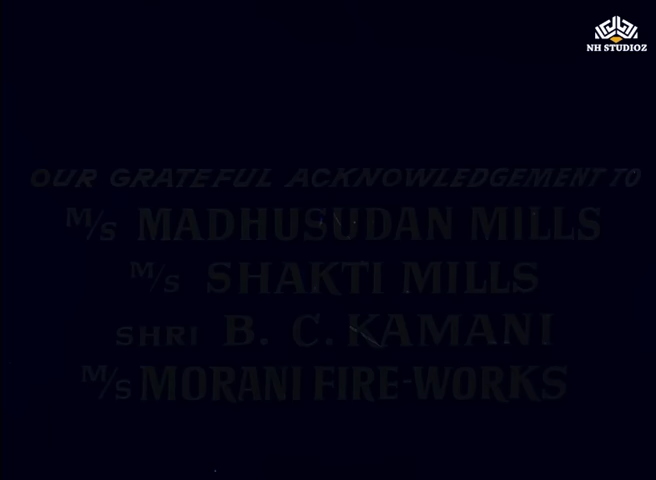 NH STUDIOZ
OUR GRATEFUL ACKNOWLEDGEMENT TO
M/S MADHUSUDAN MILLS
M/S SHAKTI MILLS
SHRI B. C. KAMANI
M/S MORANI FIRE-WORKS